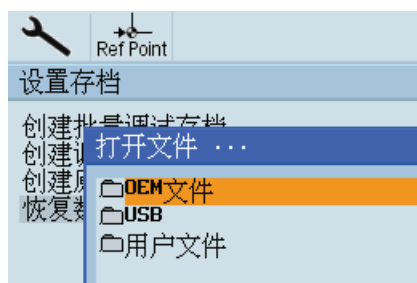 Ref Point
设置存档
创建批量调试存档
创建
创建
恢复数
打开文件 ···
OEM文件
USB
用户文件